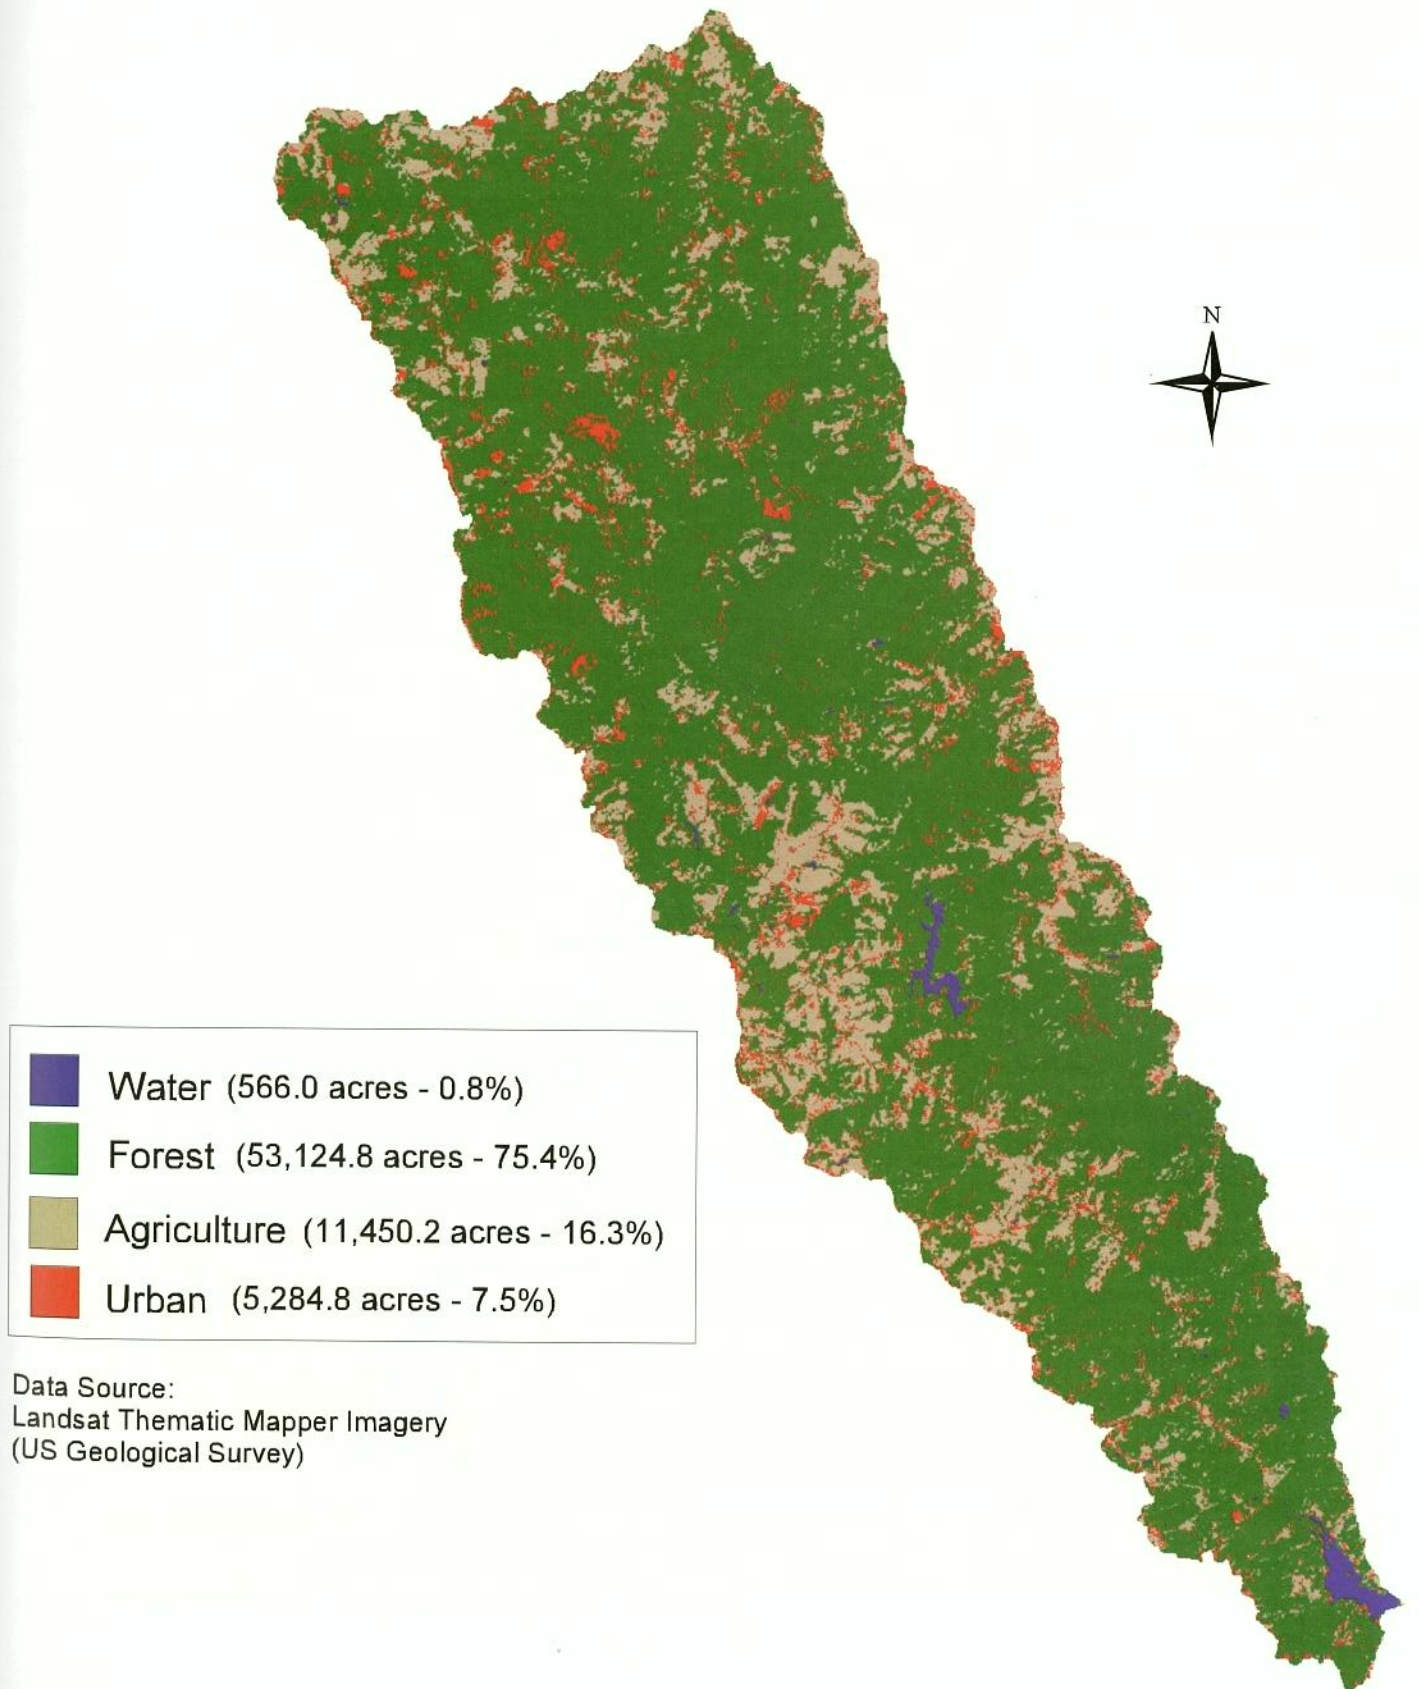 N
Water (566.0 acres - 0.8%)
Forest (53,124.8 acres - 75.4%)
Agriculture (11,450.2 acres - 16.3%)
Urban (5,284.8 acres - 7.5%)
Data Source:
Landsat Thematic Mapper Imagery
(US Geological Survey)